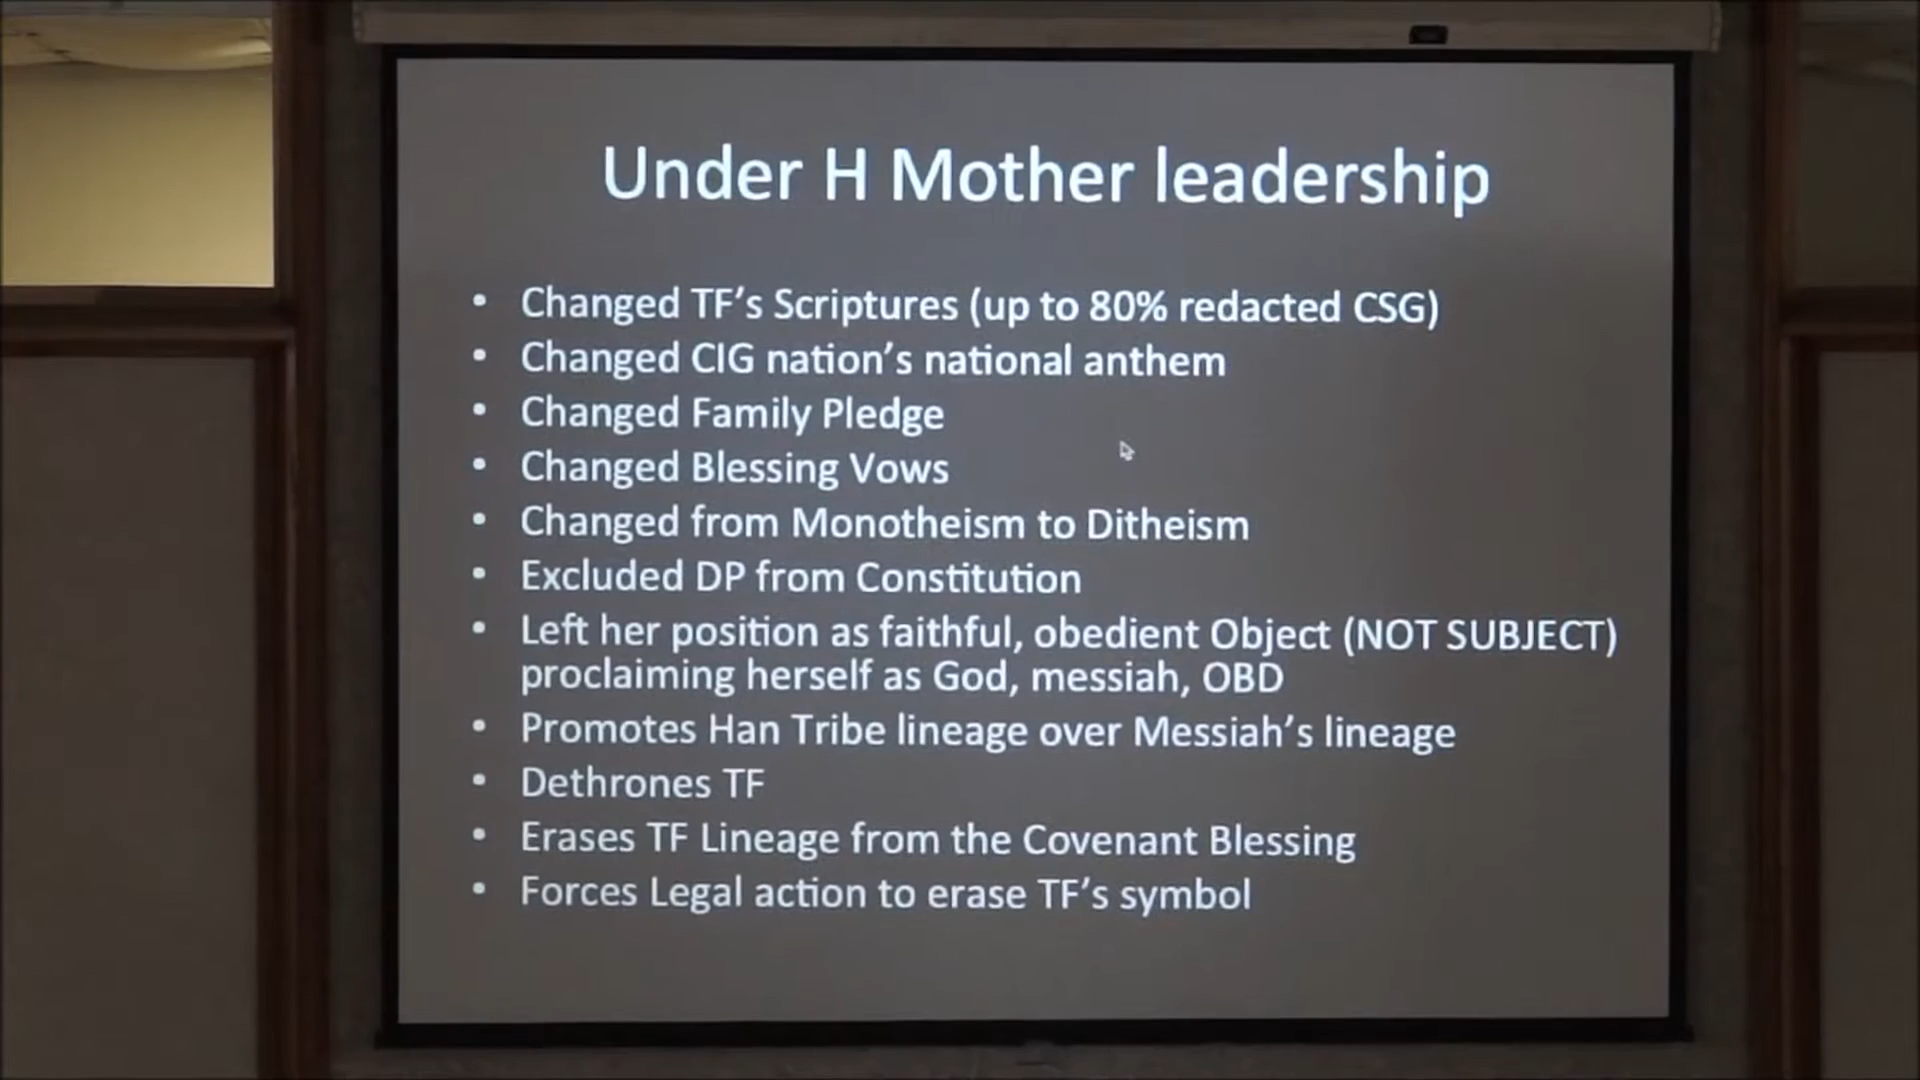 Under H Mother leadership
• Changed TF's Scriptures (up to 80% redacted CSG)
• Changed CIG nation's national anthem
• Changed Family Pledge
• Changed Blessing Vows
• Changed from Monotheism to Ditheism
• Excluded DP from Constitution
• Left her position as faithful, obedient Object (NOT SUBJECT)
proclaiming herself as God, messiah, OBD
• Promotes Han Tribe lineage over Messiah's lineage
• Dethrones TF
• Erases TF Lineage from the Covenant Blessing
• Forces Legal action to erase TF's symbol